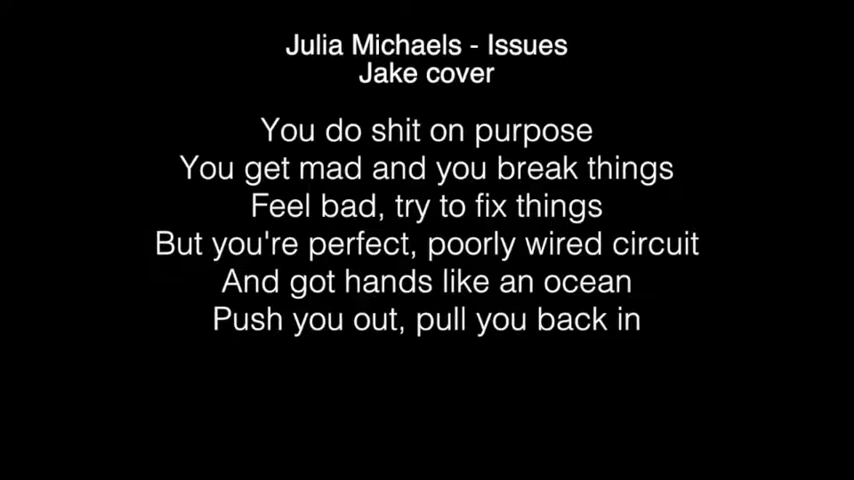 Julia Michaels - Issues
Jake cover
You do shit on purpose
You get mad and you break things
Feel bad, try to fix things
But you're perfect, poorly wired circuit
And got hands like an ocean
Push you out, pull you back in